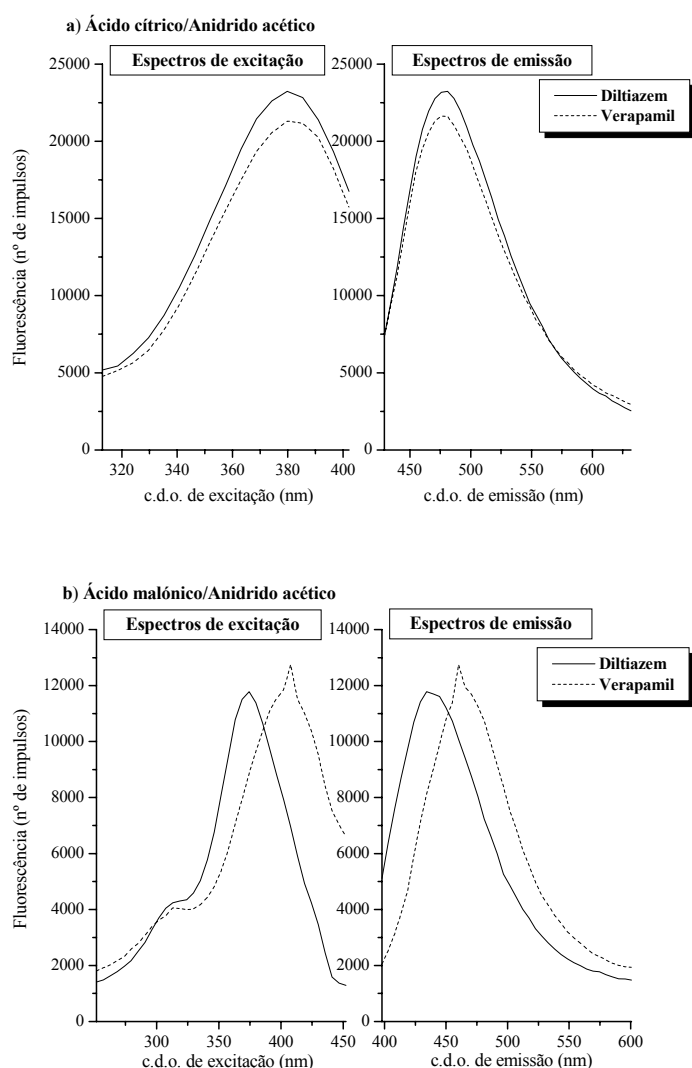 a) Ácido cítrico/Anidrido acético
Espectros de excitação
Espectros de emissão
Diltiazem
Verapamil
Fluorescência (nº de impulsos)
25000
20000
15000
10000
5000
0
320 340 360 380 400
c.d.o. de excitação (nm)
25000
20000
15000
10000
5000
0
450 500 550 600
c.d.o. de emissão (nm)
b) Ácido malónico/Anidrido acético
Espectros de excitação
Espectros de emissão
Diltiazem
Verapamil
Fluorescência (nº de impulsos)
14000
12000
10000
8000
6000
4000
2000
0
300 350 400 450
c.d.o. de excitação (nm)
14000
12000
10000
8000
6000
4000
2000
0
400 450 500 550 600
c.d.o. de emissão (nm)